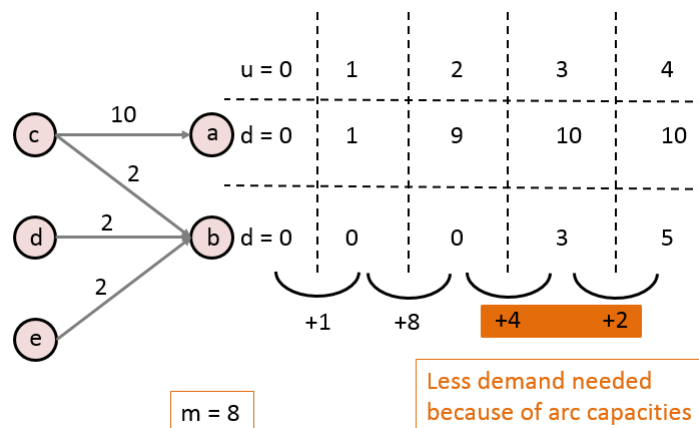 u = 0 1 2 3 4
10
c a d = 0 1 9 10 10
2
d 2 b d = 0 0 0 3 5
2
+1 +8 +4 +2
e
Less demand needed
m = 8 because of arc capacities